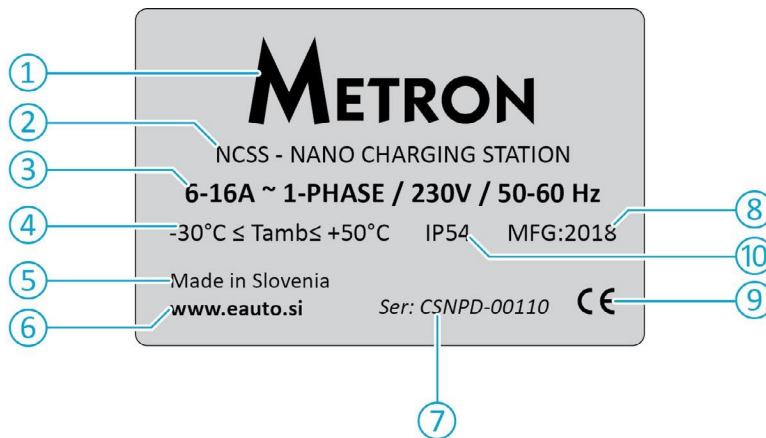 METRON
NCSS - NANO CHARGING STATION
6-16A ~ 1-PHASE / 230V / 50-60 Hz
-30°C ≤ Tamb≤ +50°C IP54 MFG:2018
Made in Slovenia
www.eauto.si Ser: CSNPD-00110 CE
1
2
3
4
5
6
7
8
10
9